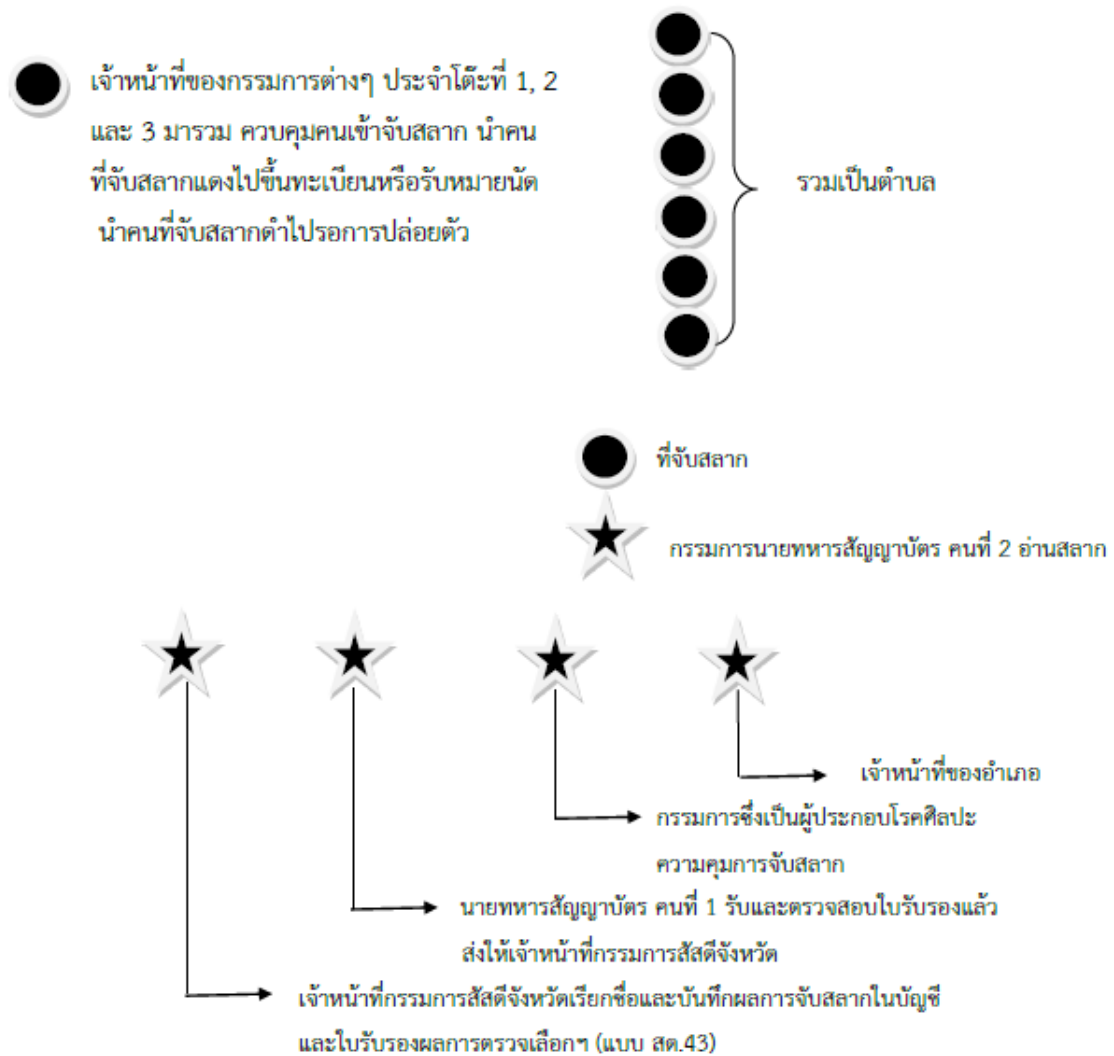 เจ้าหน้าที่ของกรรมการต่างๆ ประจำโต๊ะที่ 1, 2
และ 3 มารวม ควบคุมคนเข้าจับสลาก นำคน
ที่จับสลากแดงไปขึ้นทะเบียนหรือรับหมายนัด
นำคนที่จับสลากดำไปรอการปล่อยตัว
รวมเป็นตำบล
ที่จับสลาก
กรรมการนายทหารสัญญาบัตร คนที่ 2 อ่านสลาก
เจ้าหน้าที่ของอำเภอ
กรรมการซึ่งเป็นผู้ประกอบโรคศิลปะ
ความคุมการจับสลาก
นายทหารสัญญาบัตร คนที่ 1 รับและตรวจสอบใบรับรองแล้ว
ส่งให้เจ้าหน้าที่กรรมการสัสดีจังหวัด
เจ้าหน้าที่กรรมการสัสดีจังหวัดเรียกชื่อและบันทึกผลการจับสลากในบัญชี
และใบรับรองผลการตรวจเลือกฯ (แบบ สด.43)